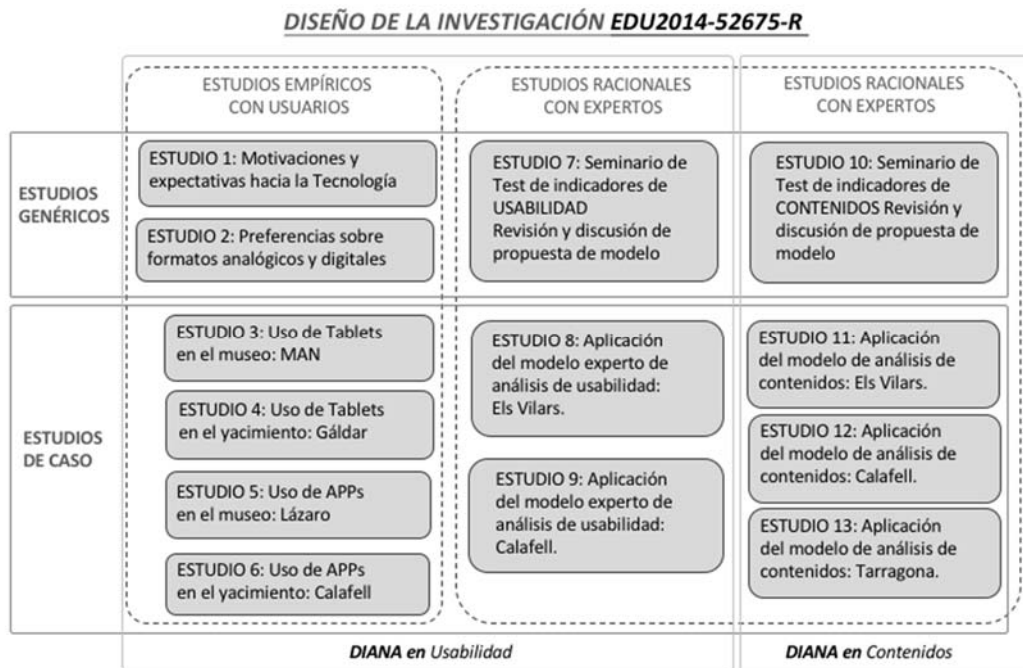 DISEÑO DE LA INVESTIGACIÓN EDU2014-52675-R
ESTUDIOS EMPÍRICOS
CON USUARIOS
ESTUDIOS RACIONALES
CON EXPERTOS
ESTUDIOS RACIONALES
CON EXPERTOS
ESTUDIOS
GENÉRICOS
ESTUDIO 1: Motivaciones y
expectativas hacia la Tecnología
ESTUDIO 2: Preferencias sobre
formatos analógicos y digitales
ESTUDIO 7: Seminario de
Test de indicadores de
USABILIDAD
Revisión y discusión de
propuesta de modelo
ESTUDIO 10: Seminario de
Test de indicadores de
CONTENIDOS Revisión y
discusión de propuesta de
modelo
ESTUDIOS
DE CASO
ESTUDIO 3: Uso de Tablets
en el museo: MAN
ESTUDIO 4: Uso de Tablets
en el yacimiento: Gáldar
ESTUDIO 5: Uso de APPs
en el museo: Lázaro
ESTUDIO 6: Uso de APPs
en el yacimiento: Calafell
ESTUDIO 8: Aplicación
del modelo experto de
análisis de usabilidad:
Els Vilars.
ESTUDIO 9: Aplicación
del modelo experto de
análisis de usabilidad:
Calafell.
ESTUDIO 11: Aplicación
del modelo de análisis de
contenidos: Els Vilars.
ESTUDIO 12: Aplicación
del modelo de análisis de
contenidos: Calafell.
ESTUDIO 13: Aplicación
del modelo de análisis de
contenidos: Tarragona.
DIANA en Usabilidad
DIANA en Contenidos